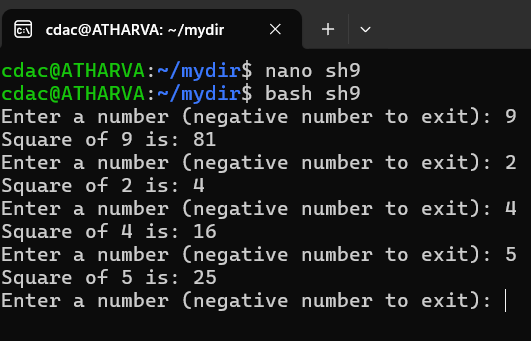 cdac@ATHARVA: ~/mydir
cdac@ATHARVA:~/mydir$ nano sh9
cdac@ATHARVA:~/mydir$ bash sh9
Enter a number (negative number to exit): 9
Square of 9 is: 81
Enter a number (negative number to exit): 2
Square of 2 is: 4
Enter a number (negative number to exit): 4
Square of 4 is: 16
Enter a number (negative number to exit): 5
Square of 5 is: 25
Enter a number (negative number to exit):